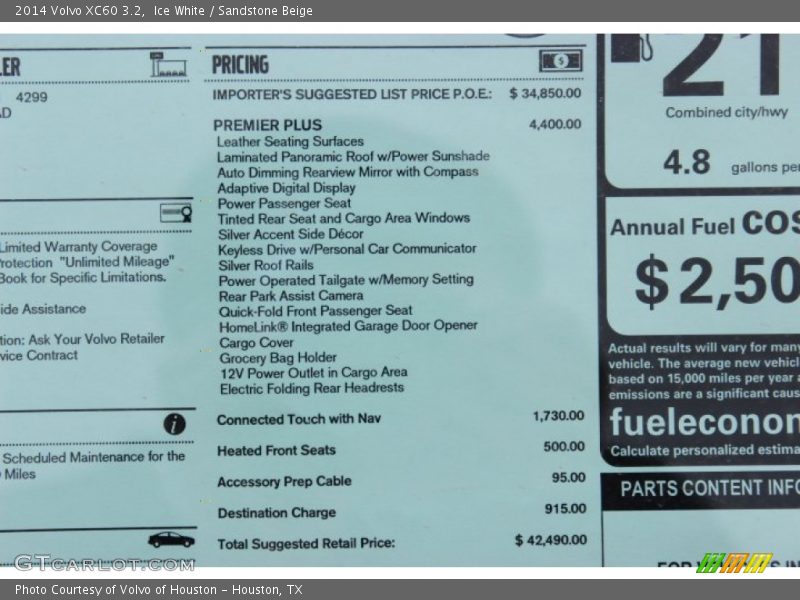 2014 Volvo XC60 3.2, Ice White / Sandstone Beige
LER
4299
AD
Limited Warranty Coverage
Protection "Unlimited Mileage"
Book for Specific Limitations.
ide Assistance
tion: Ask Your Volvo Retailer
vice Contract
Scheduled Maintenance for the
Miles
PRICING
IMPORTER'S SUGGESTED LIST PRICE P.O.E.: $ 34,850.00
PREMIER PLUS 4,400.00
Leather Seating Surfaces
Laminated Panoramic Roof w/Power Sunshade
Auto Dimming Rearview Mirror with Compass
Adaptive Digital Display
Power Passenger Seat
Tinted Rear Seat and Cargo Area Windows
Silver Accent Side Décor
Keyless Drive w/Personal Car Communicator
Silver Roof Rails
Power Operated Tailgate w/Memory Setting
Rear Park Assist Camera
Quick-Fold Front Passenger Seat
HomeLink® Integrated Garage Door Opener
Cargo Cover
Grocery Bag Holder
12V Power Outlet in Cargo Area
Electric Folding Rear Headrests
Connected Touch with Nav 1,730.00
Heated Front Seats 500.00
Accessory Prep Cable 95.00
Destination Charge 915.00
Total Suggested Retail Price: $ 42,490.00
21
Combined city/hwy
4.8 gallons per
Annual Fuel cos
$2,50
Actual results will vary for many
vehicle. The average new vehicl
based on 15,000 miles per year a
emissions are a significant caus
fueleconom
Calculate personalized estima
PARTS CONTENT INFO
GTcarlot.com
Photo Courtesy of Volvo of Houston - Houston, TX